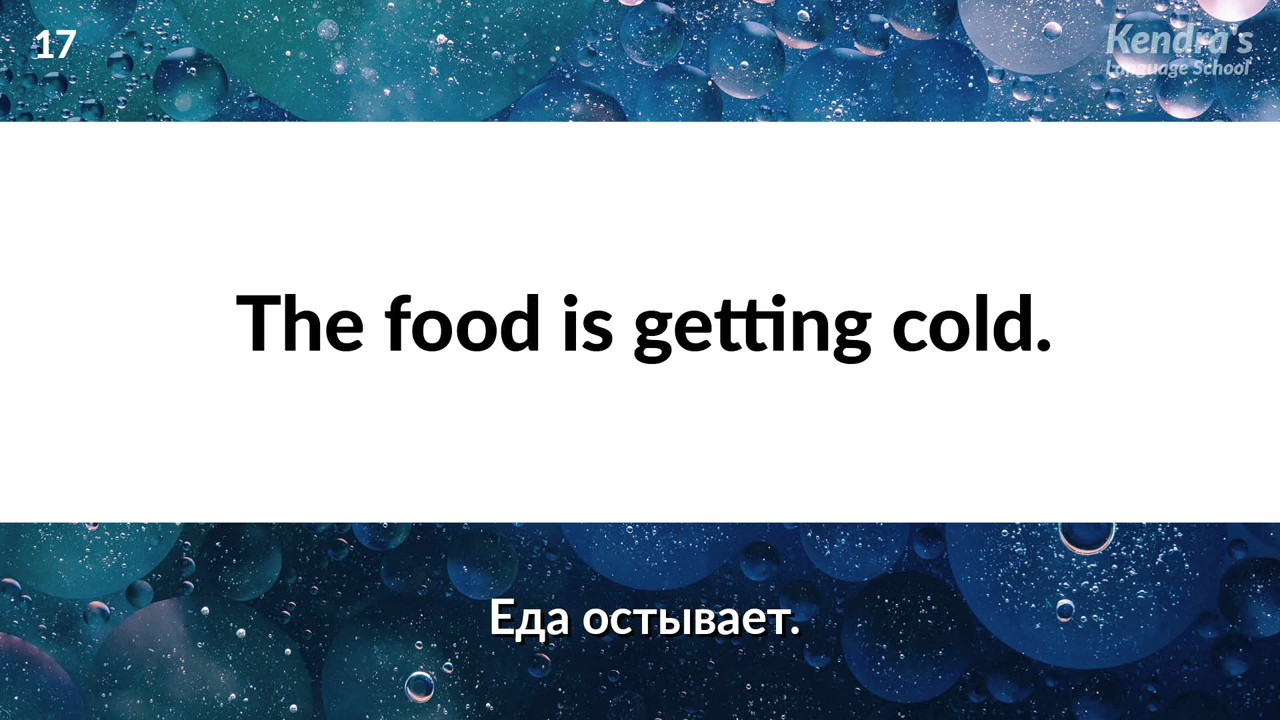 17
Kendra's
Language School
The food is getting cold.
Еда остывает.